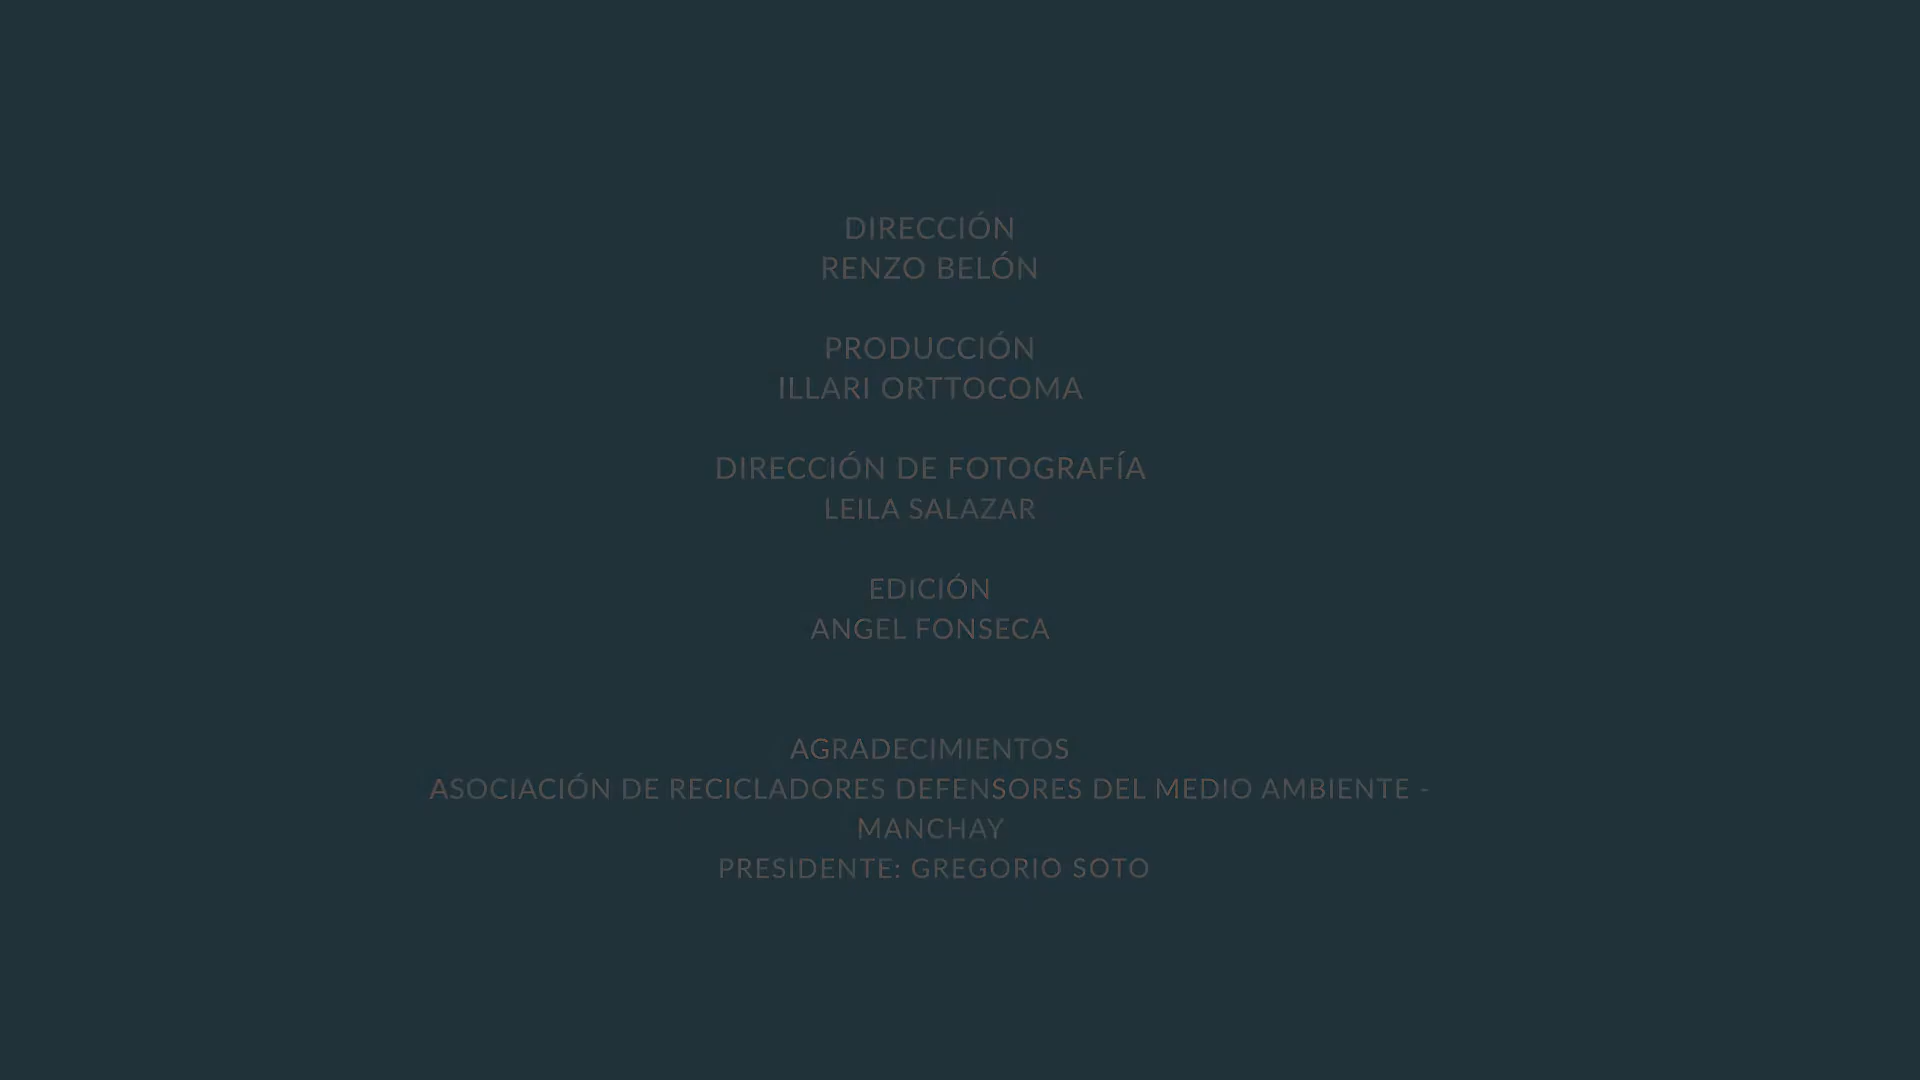 DIRECCIÓN
RENZO BELÓN
PRODUCCIÓN
ILLARI ORTTOCOMA
DIRECCIÓN DE FOTOGRAFÍA
LEILA SALAZAR
EDICIÓN
ANGEL FONSECA
AGRADECIMIENTOS
ASOCIACIÓN DE RECICLADORES DEFENSORES DEL MEDIO AMBIENTE -
MANCHAY
PRESIDENTE: GREGORIO SOTO